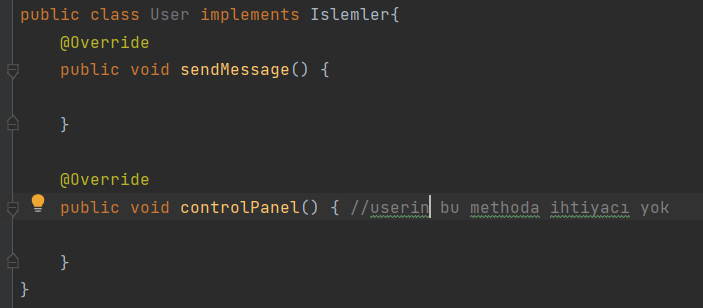 public class User implements Islemler{
@Override
public void sendMessage() {
}
@Override
public void controlPanel() { //userin bu methoda ihtiyacı yok
}
}